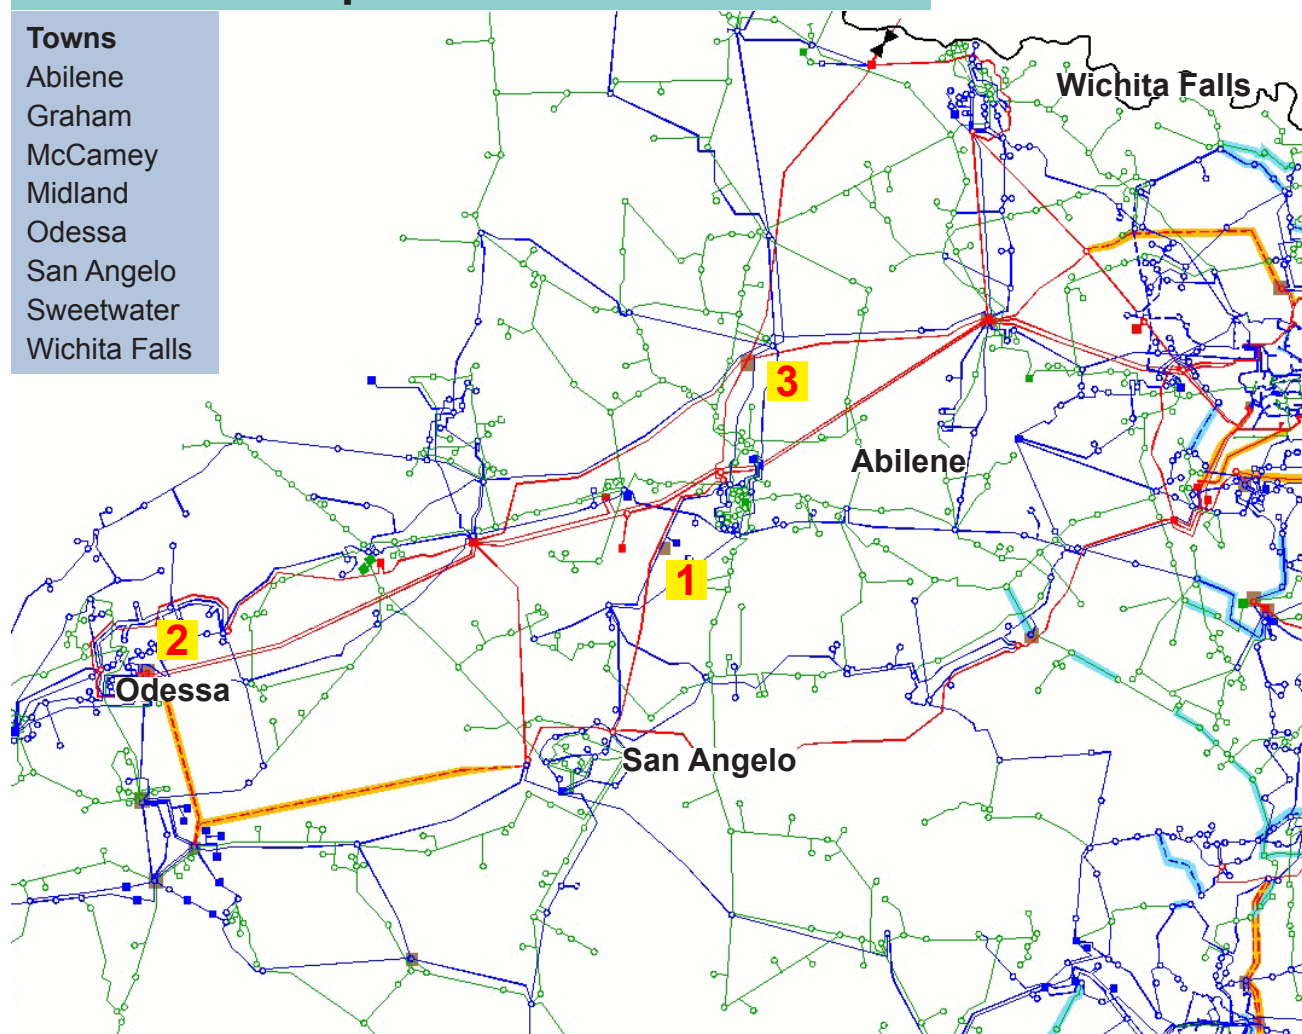 Towns
Abilene
Graham
McCamey
Midland
Odessa
San Angelo
Sweetwater
Wichita Falls
Wichita Falls
3
Abilene
1
2
Odessa
San Angelo